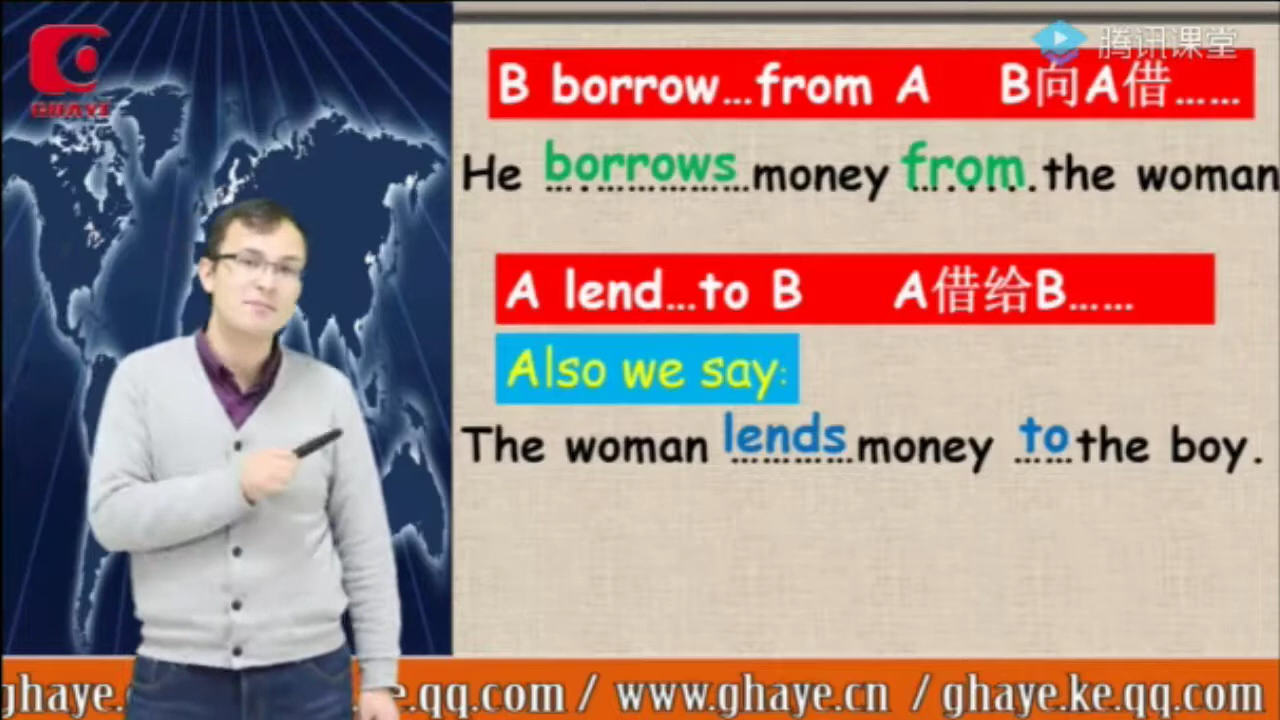 GHAYE
腾讯课堂
B borrow...from A B向A借......
He borrows money from the woman
A lend...to B A借给B......
Also we say:
The woman lends money to the boy.
ghaye. e.qq.com / www.ghaye.cn / ghaye.ke.qq.com